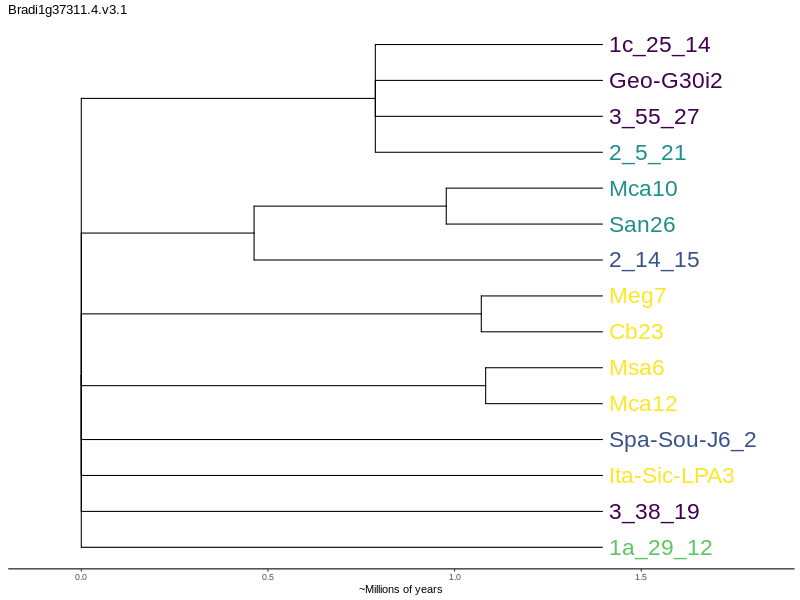 Bradi1g37311.4.v3.1
1c_25_14
Geo-G30i2
3_55_27
2_5_21
Mca10
San26
2_14_15
Meg7
Cb23
Msa6
Mca12
Spa-Sou-J6_2
Ita-Sic-LPA3
3_38_19
1a_29_12
0.0 0.5 1.0 1.5
~Millions of years